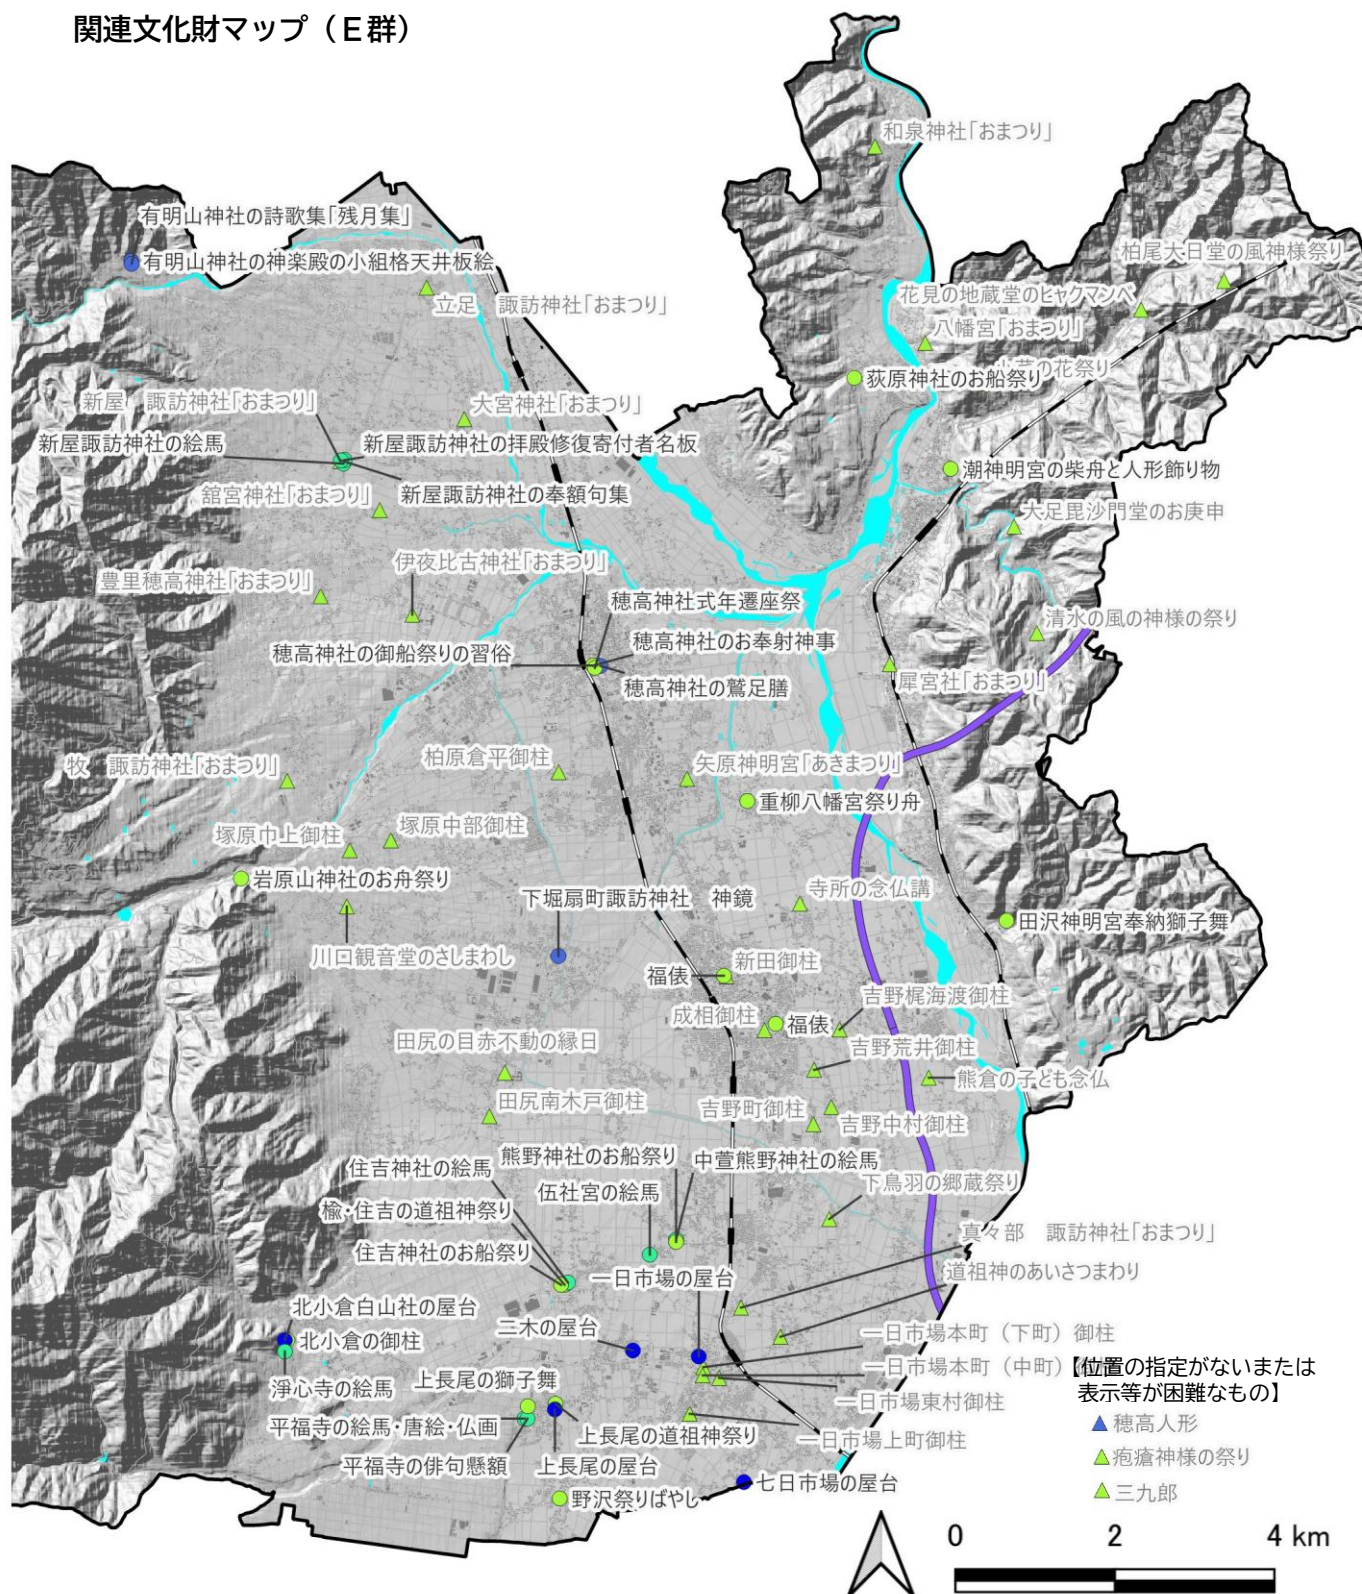 関連文化財マップ（E群）
和泉神社「おまつり」
有明山神社の詩歌集「残月集」
有明山神社の神楽殿の小組格天井板絵
柏尾大日堂の風神様祭り
花見の地蔵堂のヒャクマンベ
立足　諏訪神社「おまつり」
八幡宮「おまつり」
の花祭り
荻原神社のお船祭り
新屋　諏訪神社「おまつり」
大宮神社「おまつり」
新屋諏訪神社の絵馬
新屋諏訪神社の拝殿修復寄付者名板
潮神明宮の柴舟と人形飾り物
新屋諏訪神社の奉額句集
舘宮神社「おまつり」
大足毘沙門堂のお庚申
伊夜比古神社「おまつり」
豊里穂高神社「おまつり」
穂高神社式年遷座祭
清水の風の神様の祭り
穂高神社のお奉射神事
穂高神社の御船祭りの習俗
犀宮社「おまつり」
穂高神社の鷲足膳
柏原倉平御柱
矢原神明宮「あきまつり」
牧　諏訪神社「おまつり」
重柳八幡宮祭り舟
塚原巾上御柱
塚原中部御柱
岩原山神社のお舟祭り
寺所の念仏講
下堀扇町諏訪神社　神鏡
田沢神明宮奉納獅子舞
川口観音堂のさしまわし
新田御柱
福俵
吉野梶海渡御柱
成相御柱
福俵
田尻の目赤不動の縁日
吉野荒井御柱
熊倉の子ども念仏
田尻南木戸御柱
吉野町御柱
吉野中村御柱
熊野神社のお船祭り
中萱熊野神社の絵馬
住吉神社の絵馬
下鳥羽の郷蔵祭り
伍社宮の絵馬
楡・住吉の道祖神祭り
真々部　諏訪神社「おまつり」
住吉神社のお船祭り
一日市場の屋台
道祖神のあいさつまわり
北小倉白山社の屋台
二木の屋台
一日市場本町（下町）御柱
北小倉の御柱
一日市場本町（中町）
【位置の指定がないまたは
表示等が困難なもの】
浄心寺の絵馬
上長尾の獅子舞
一日市場東村御柱
穂高人形
平福寺の絵馬・唐絵・仏画
上長尾の道祖神祭り
一日市場上町御柱
疱瘡神様の祭り
平福寺の俳句懸額
上長尾の屋台
七日市場の屋台
三九郎
野沢祭りばやし
0 2 4 km